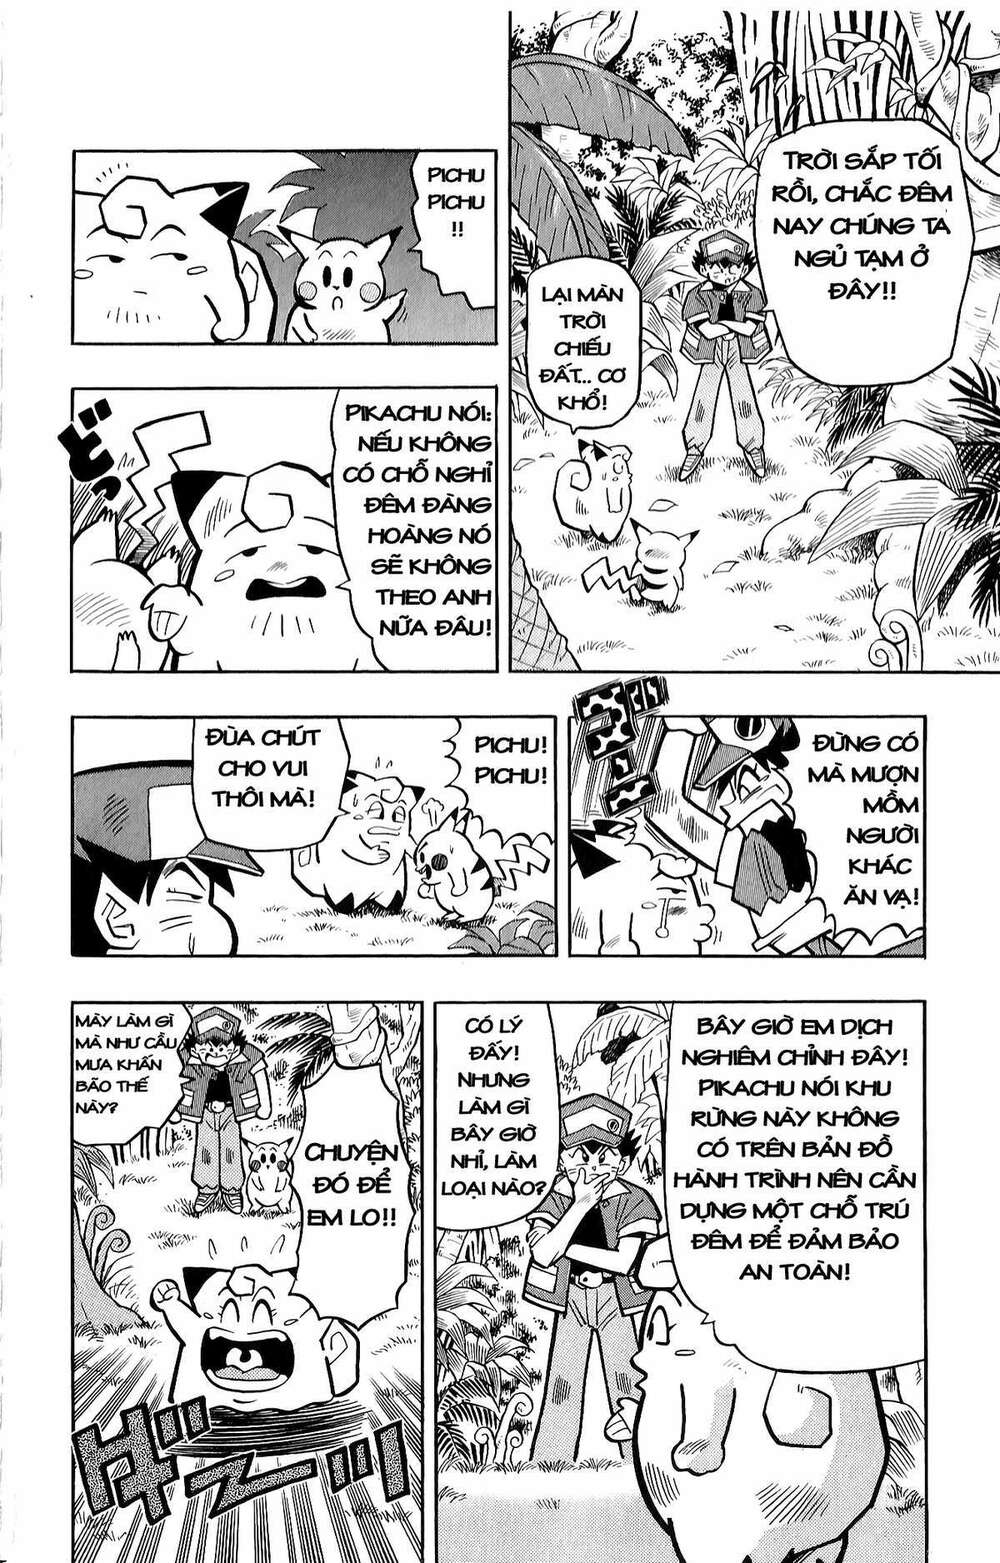 TRỜI SẮP TỐI
RỒI, CHẮC ĐÊM
NAY CHÚNG TA
NGỦ TẠM Ở
ĐÂY!!
LẠI MÀN
TRỜI
CHIẾU
ĐẤT... CƠ
KHỔ!
PICHU
PICHU
!!
PIKACHU NÓI:
NẾU KHÔNG
CÓ CHỖ NGHỈ
ĐÊM ĐÀNG
HOÀNG NÓ
SẼ KHÔNG
THEO ANH
NỮA ĐÂU!
ĐỪNG CÓ
MÀ MƯỢN
MỒM
NGƯỜI
KHÁC
ĂN VẠ!
PICHU!
PICHU!
ĐÙA CHÚT
CHO VUI
THÔI MÀ!
BÂY GIỜ EM DỊCH
NGHIÊM CHỈNH ĐÂY!
PIKACHU NÓI KHU
RỪNG NÀY KHÔNG
CÓ TRÊN BẢN ĐỒ
HÀNH TRÌNH NÊN CẦN
DỰNG MỘT CHỖ TRÚ
ĐÊM ĐỂ ĐẢM BẢO
AN TOÀN!
CÓ LÝ
ĐẤY!
NHƯNG
LÀM GÌ
BÂY GIỜ
NHỈ, LÀM
LOẠI NÀO?
CHUYỆN
ĐÓ ĐỂ
EM LO!!
MÀY LÀM GÌ
MÀ NHƯ CẦU
MƯA KHẤN
BÃO THẾ
NÀY?